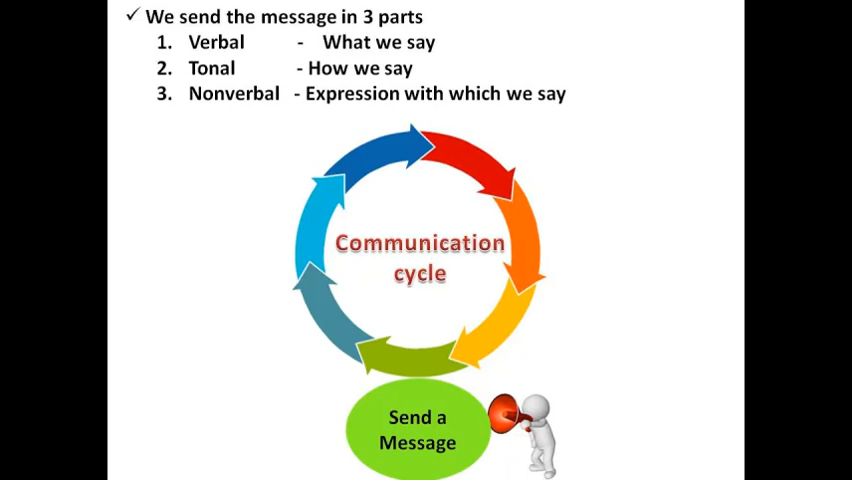 ✓ We send the message in 3 parts
1. Verbal - What we say
2. Tonal - How we say
3. Nonverbal - Expression with which we say
Communication
cycle
Send a
Message